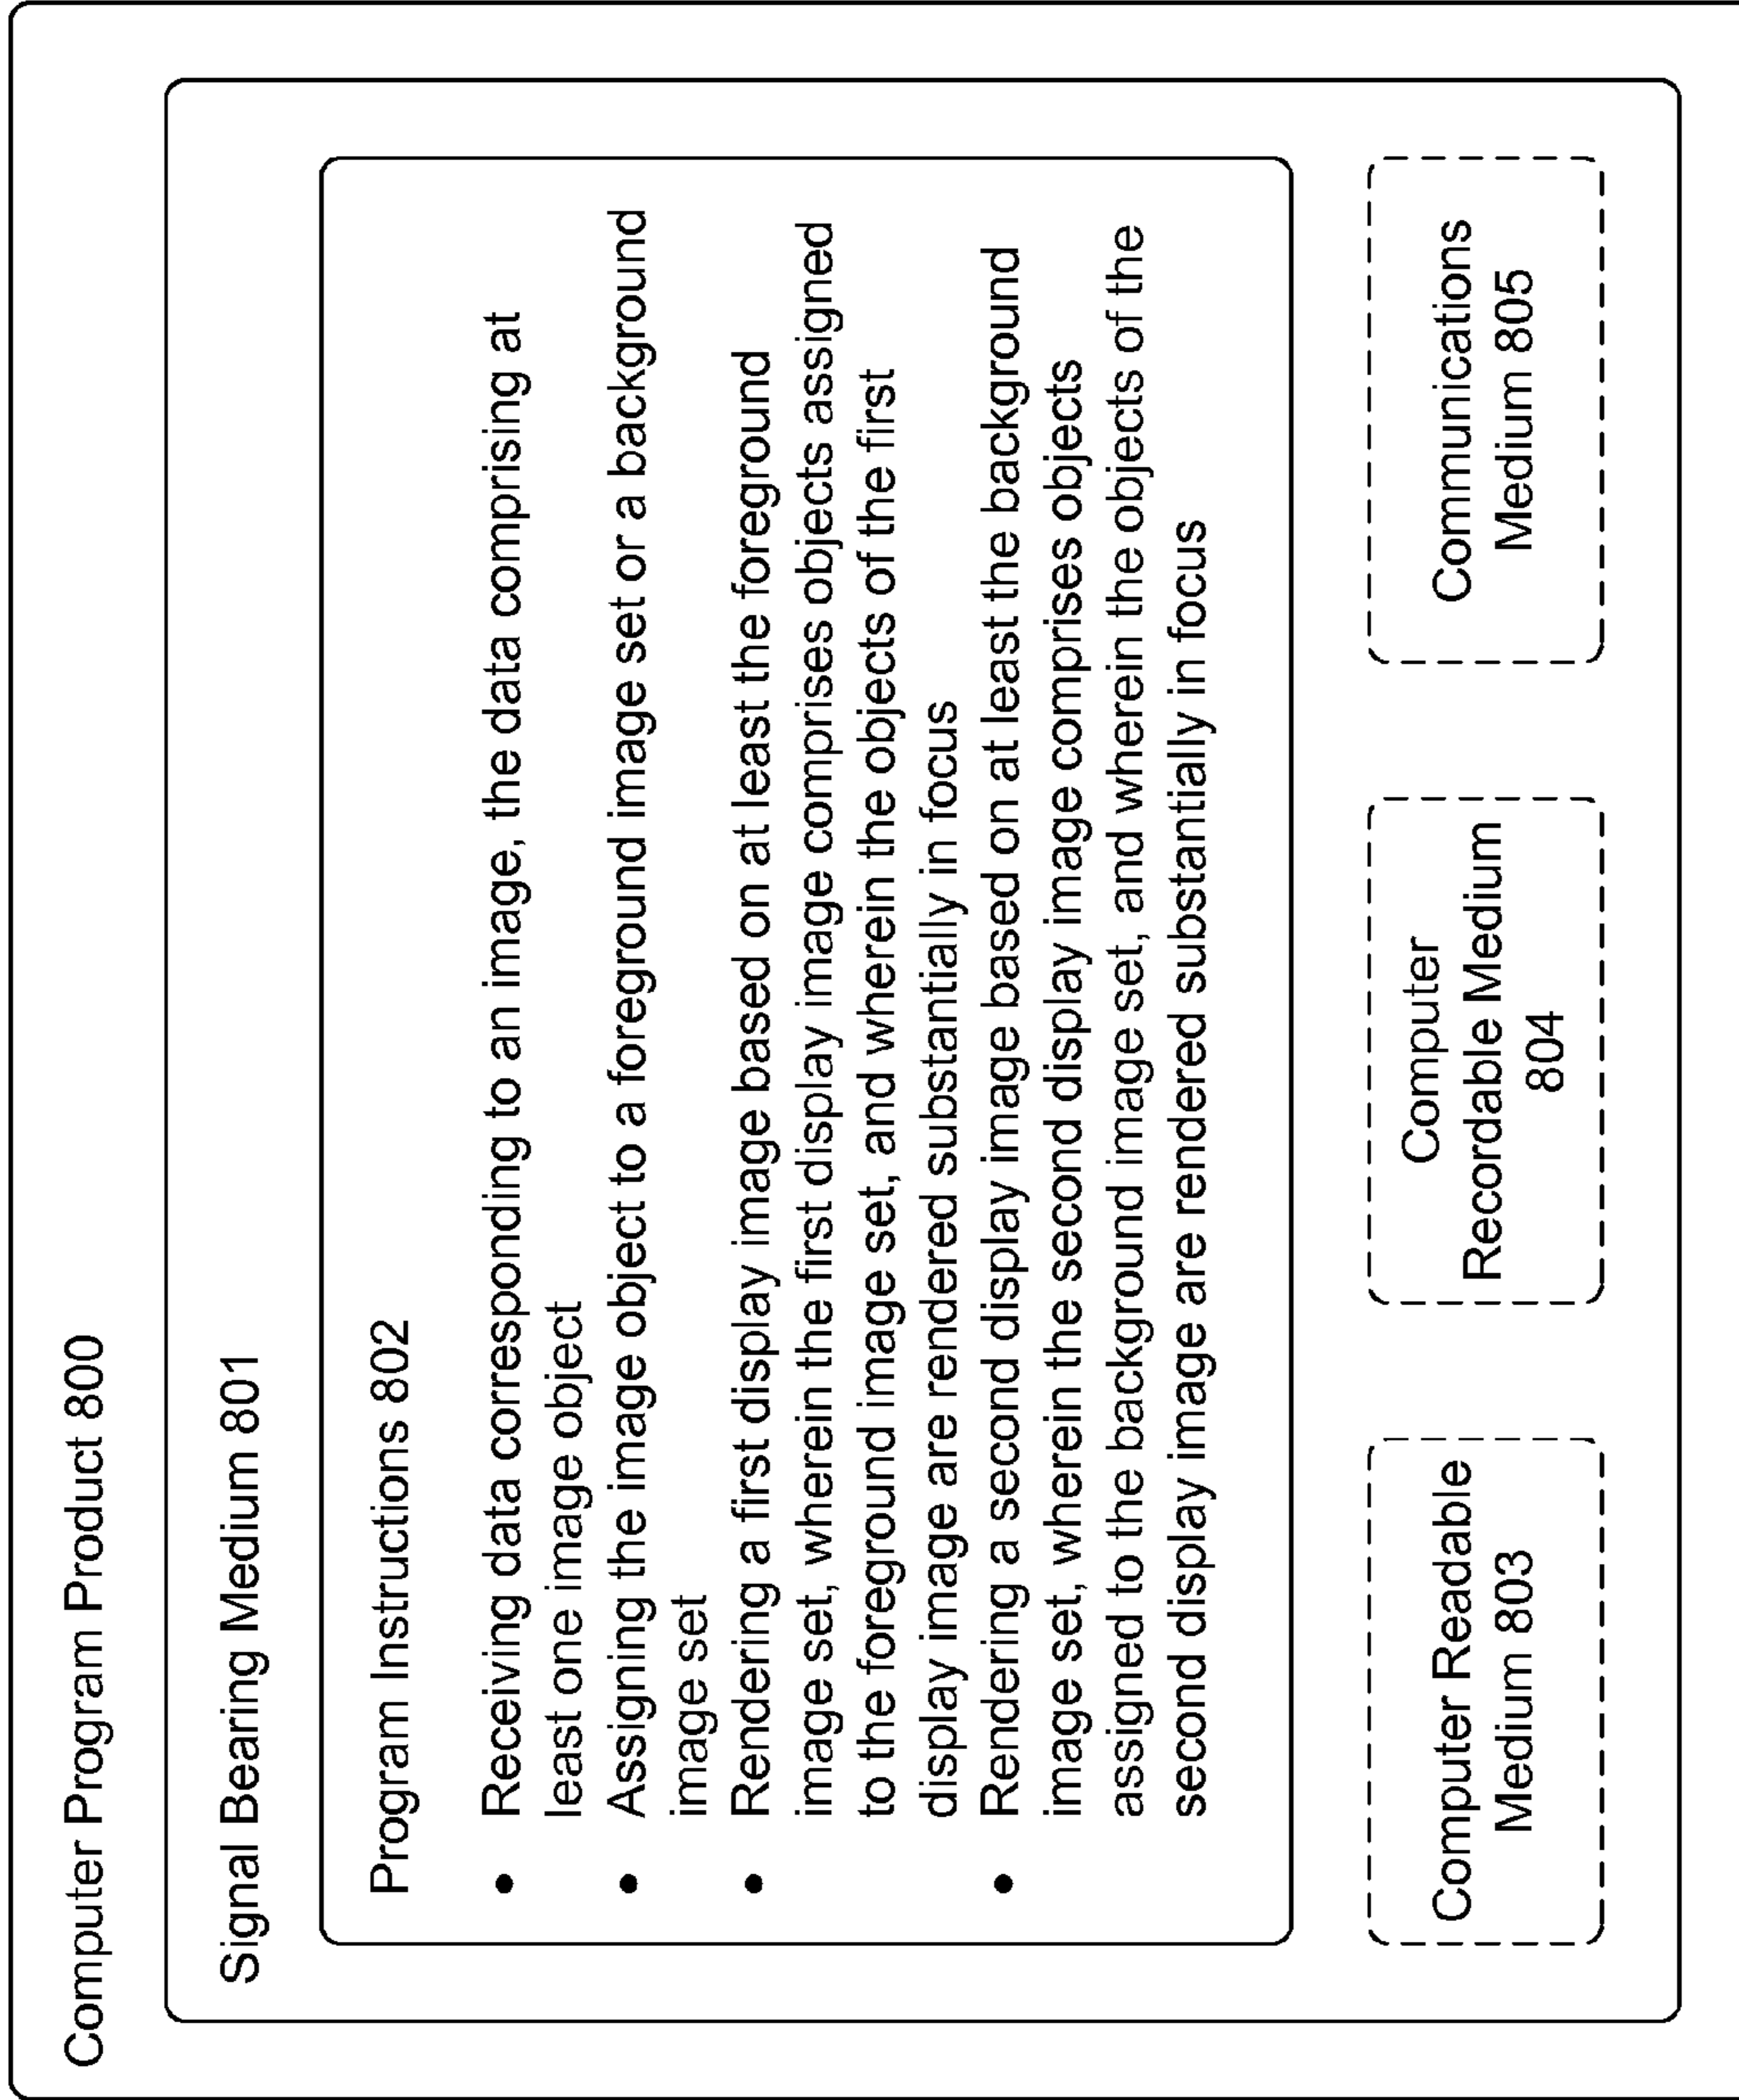 Computer Program Product 800
Signal Bearing Medium 801
Program Instructions 802
• Receiving data corresponding to an image, the data comprising at
least one image object
• Assigning the image object to a foreground image set or a background
image set
• Rendering a first display image based on at least the foreground
image set, wherein the first display image comprises objects assigned
to the foreground image set, and wherein the objects of the first
display image are rendered substantially in focus
• Rendering a second display image based on at least the background
image set, wherein the second display image comprises objects
assigned to the background image set, and wherein the objects of the
second display image are rendered substantially in focus
Computer Readable
Medium 803
Computer
Recordable Medium
804
Communications
Medium 805